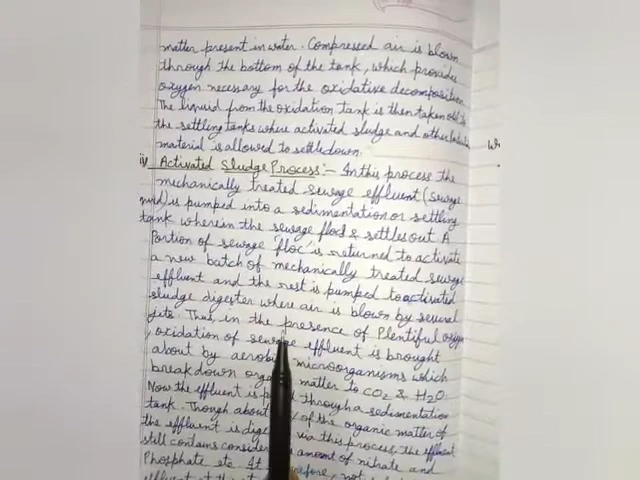 matter present in water. Compressed air is blown
through the bottom of the tank, which provides
oxygen necessary for the oxidative decomposition
The liquid from the oxidation tank is then taken
the settling tanks where activated sludge and other
material is allowed to settledown.
iv) Activated Sludge Process:- In this process the
mechanically treated sewage effluent (sewage
) is pumped into a sedimentation or settling
tank wherein the sewage flocs & settles out A
Portion of sewage 'floc' is returned to activate
a new batch of mechanically treated sewage
effluent and the rest is pumped to activated
sludge digester where air is blown by several
jets. Thus in the presence of Plentiful oxygen
oxidation of sewage effluent is brought
about by aerobic microorganisms which
breakdown matter to CO2 & H2O.
Now the effluent is through a sedimentation
tank. Though about of the organic matter of
the effluent is via this process, the effluent
still contains amount of nitrate and
Phosphate etc. It not